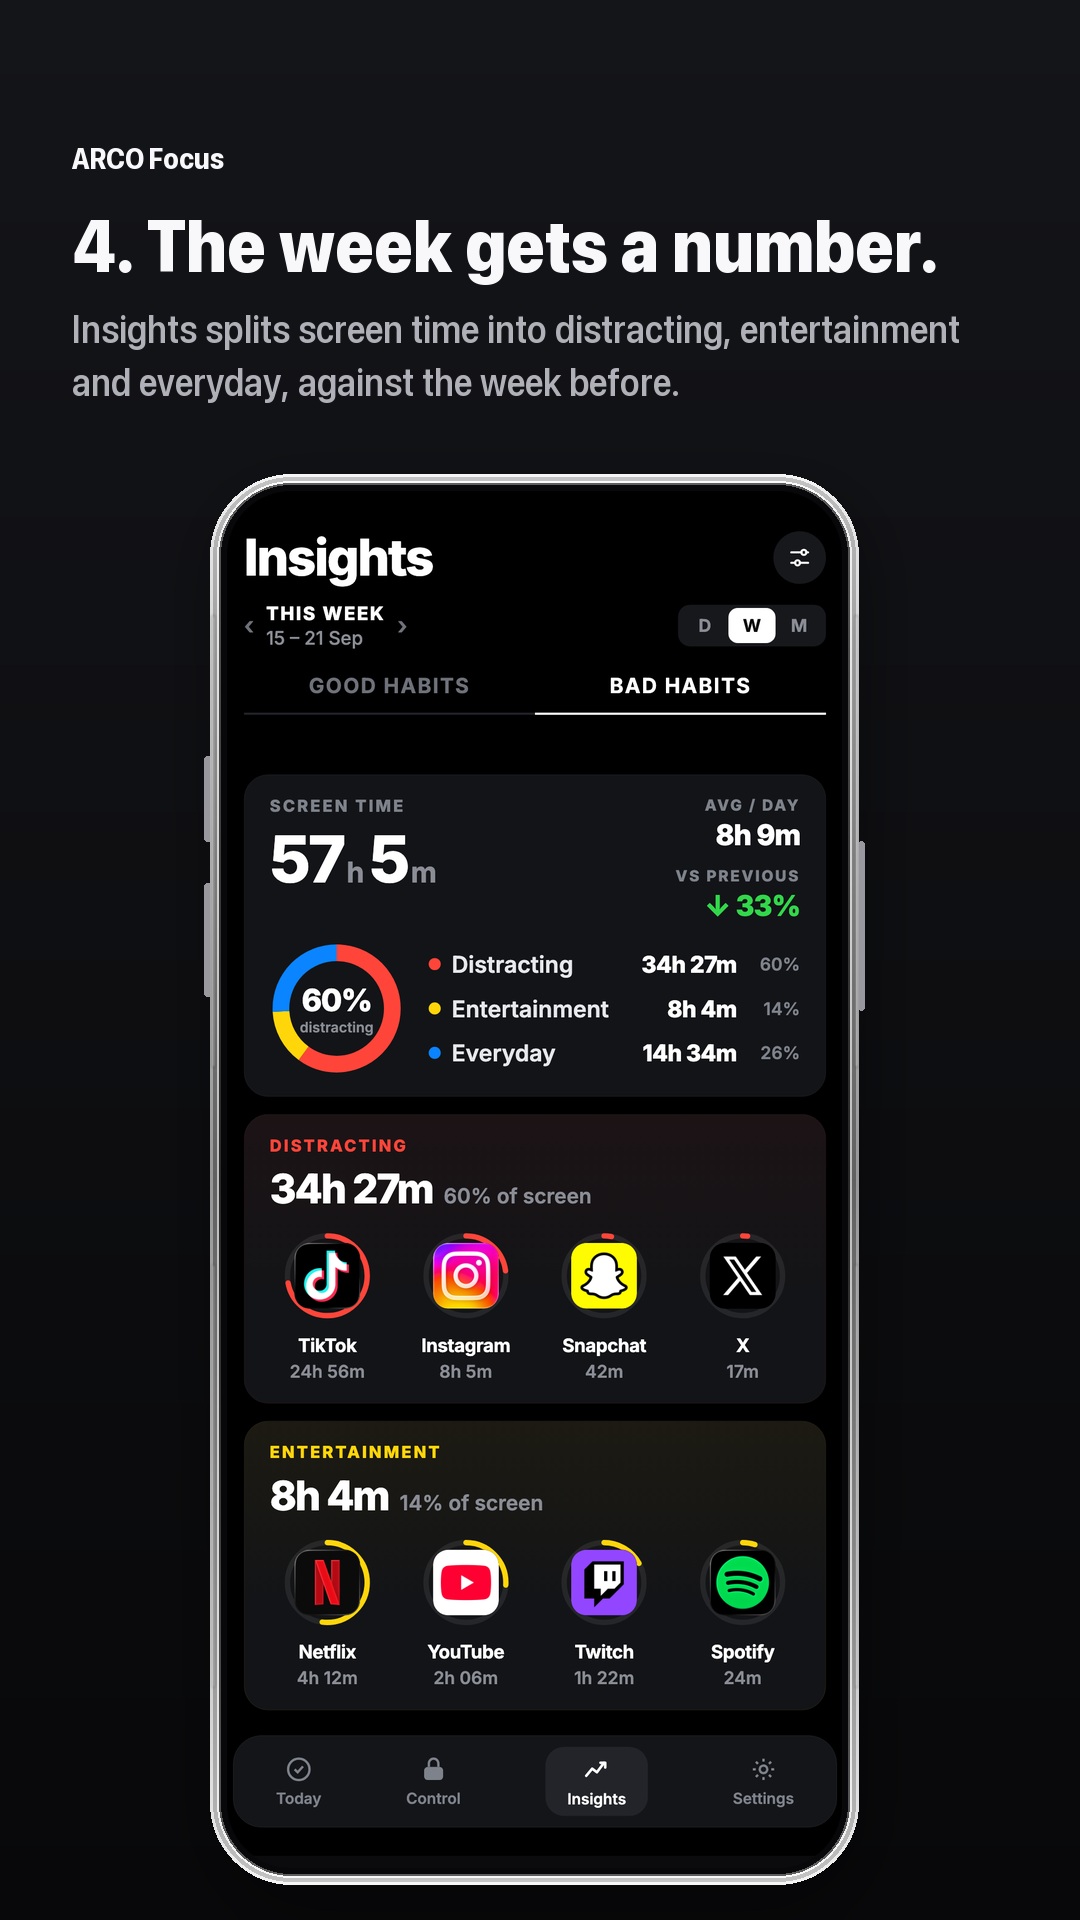 ARCO Focus
4. The week gets a number.
Insights splits screen time into distracting, entertainment
and everyday, against the week before.
Insights
THIS WEEK
15 – 21 Sep
D W M
GOOD HABITS BAD HABITS
SCREEN TIME
57h 5m
AVG / DAY
8h 9m
VS PREVIOUS
↓ 33%
60%
distracting
Distracting 34h 27m 60%
Entertainment 8h 4m 14%
Everyday 14h 34m 26%
DISTRACTING
34h 27m 60% of screen
TikTok Instagram Snapchat X
24h 56m 8h 5m 42m 17m
ENTERTAINMENT
8h 4m 14% of screen
Netflix YouTube Twitch Spotify
4h 12m 2h 06m 1h 22m 24m
Today Control Insights Settings